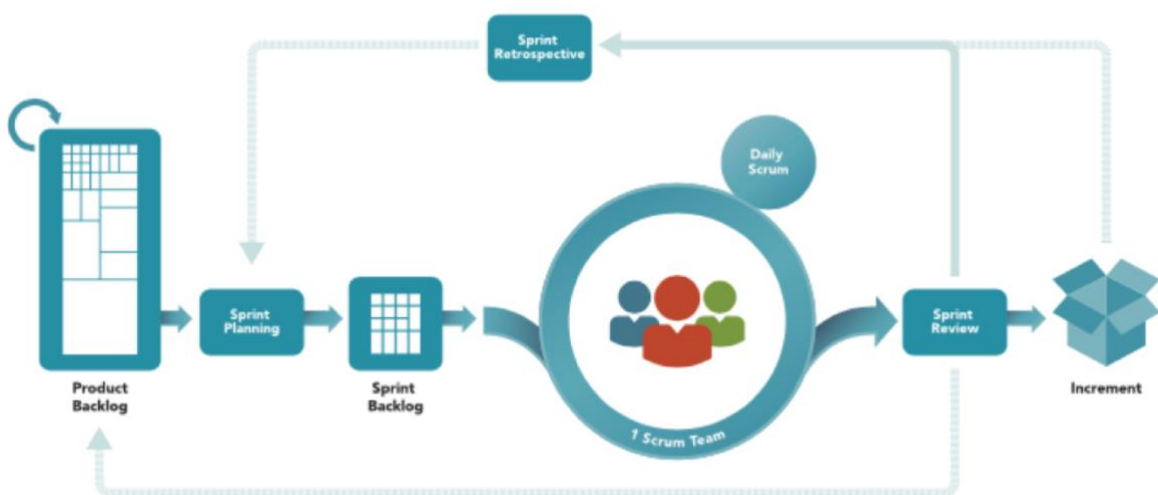 Sprint
Retrospective
Daily
Scrum
Sprint
Planning
Sprint
Review
Product
Backlog
Sprint
Backlog
Increment
1 Scrum Team